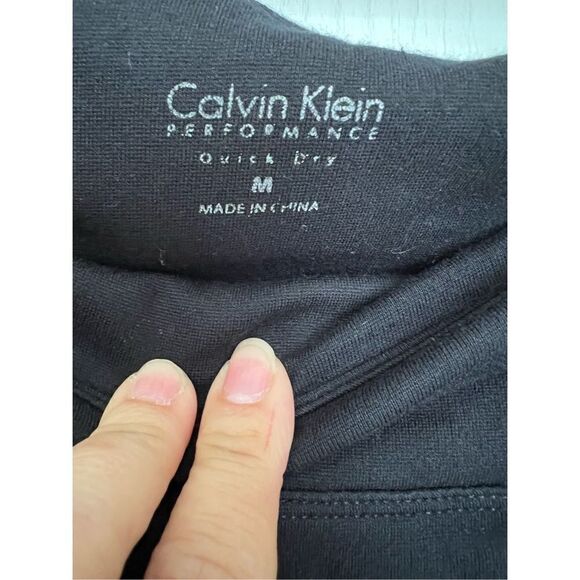 Calvin Klein
PERFORMANCE
Quick Dry
M
MADE IN CHINA